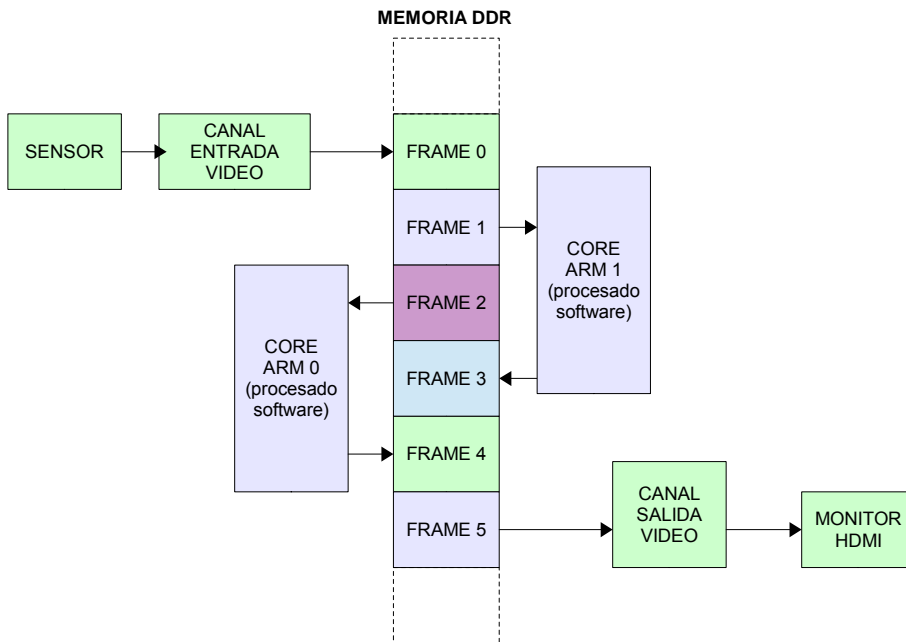 MEMORIA DDR
SENSOR
CANAL
ENTRADA
VIDEO
FRAME 0
FRAME 1
CORE
ARM 1
(procesado
software)
FRAME 2
CORE
ARM 0
(procesado
software)
FRAME 3
FRAME 4
FRAME 5
CANAL
SALIDA
VIDEO
MONITOR
HDMI